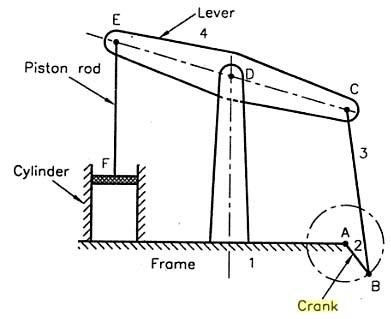 Lever
E
4
Piston rod
D
C
F
3
Cylinder
A
2
Frame
1
B
Crank